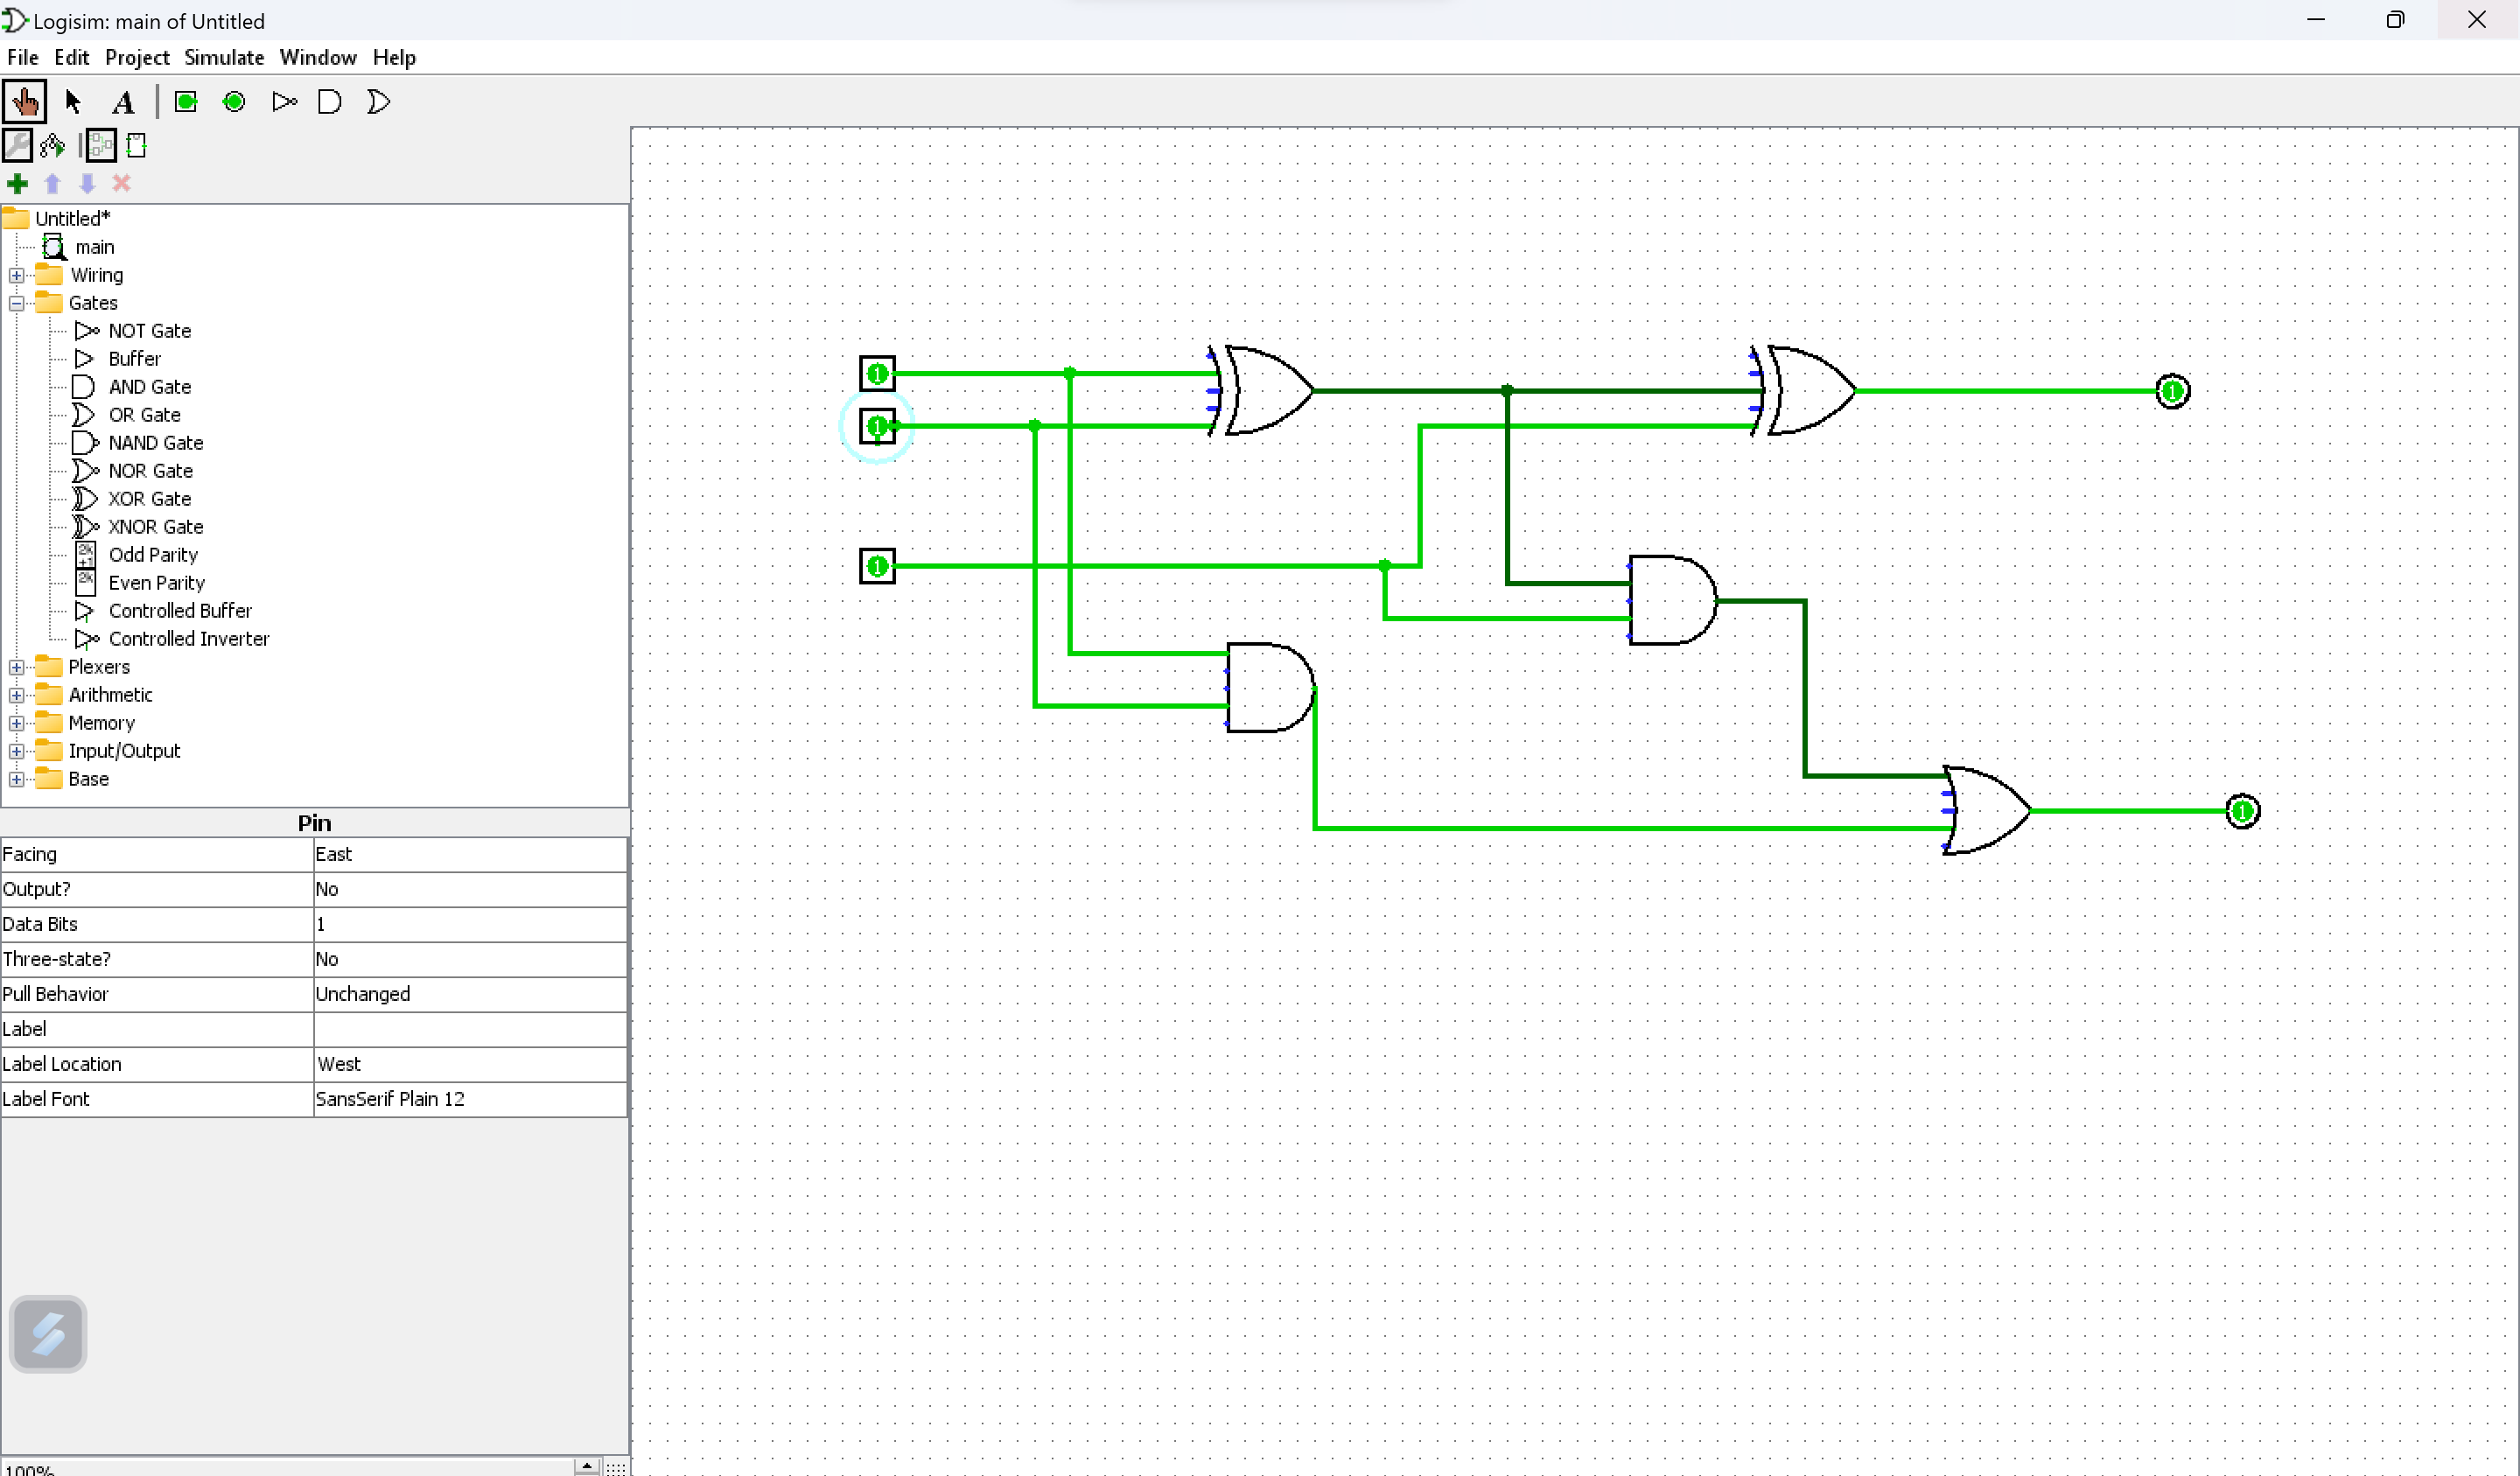 Logisim: main of Untitled
File Edit Project Simulate Window Help
A
Untitled*
main
Wiring
Gates
NOT Gate
Buffer
AND Gate
OR Gate
NAND Gate
NOR Gate
XOR Gate
XNOR Gate
2k+1 Odd Parity
2k Even Parity
Controlled Buffer
Controlled Inverter
Plexers
Arithmetic
Memory
Input/Output
Base
Pin
Facing East
Output? No
Data Bits 1
Three-state? No
Pull Behavior Unchanged
Label
Label Location West
Label Font SansSerif Plain 12
100%
1
1
1
1
1